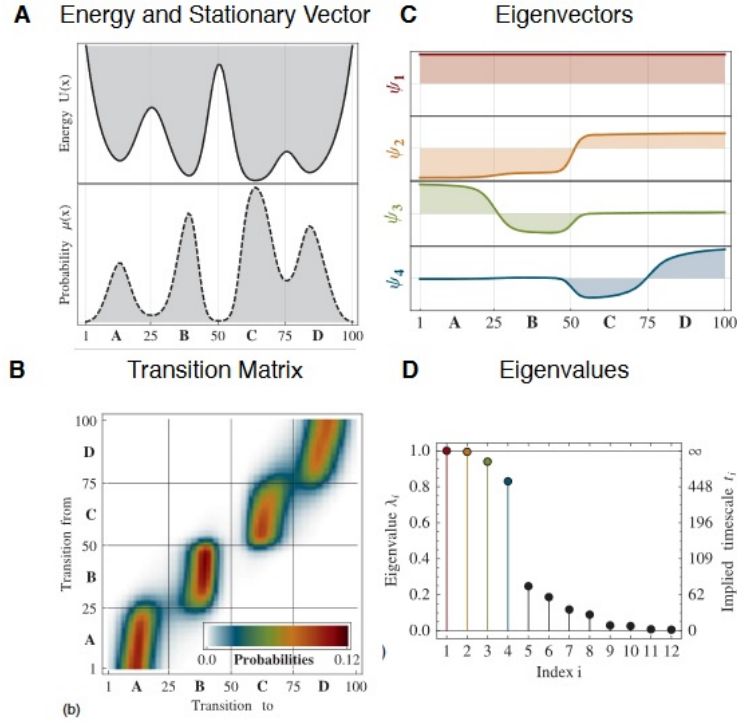 A Energy and Stationary Vector
Energy U(x)
Probability μ(x)
1 A 25 B 50 C 75 D 100
C Eigenvectors
ψ1
ψ2
ψ3
ψ4
1 A 25 B 50 C 75 D 100
B Transition Matrix
Transition from
100
D
75
C
50
B
25
A
1
0.0 Probabilities 0.12
1 A 25 B 50 C 75 D 100
Transition to
(b)
D Eigenvalues
Eigenvalue λi
1.0
0.8
0.6
0.4
0.2
0.0
∞
448
196
109
62
0
Implied timescale ti
1 2 3 4 5 6 7 8 9 10 11 12
Index i
)